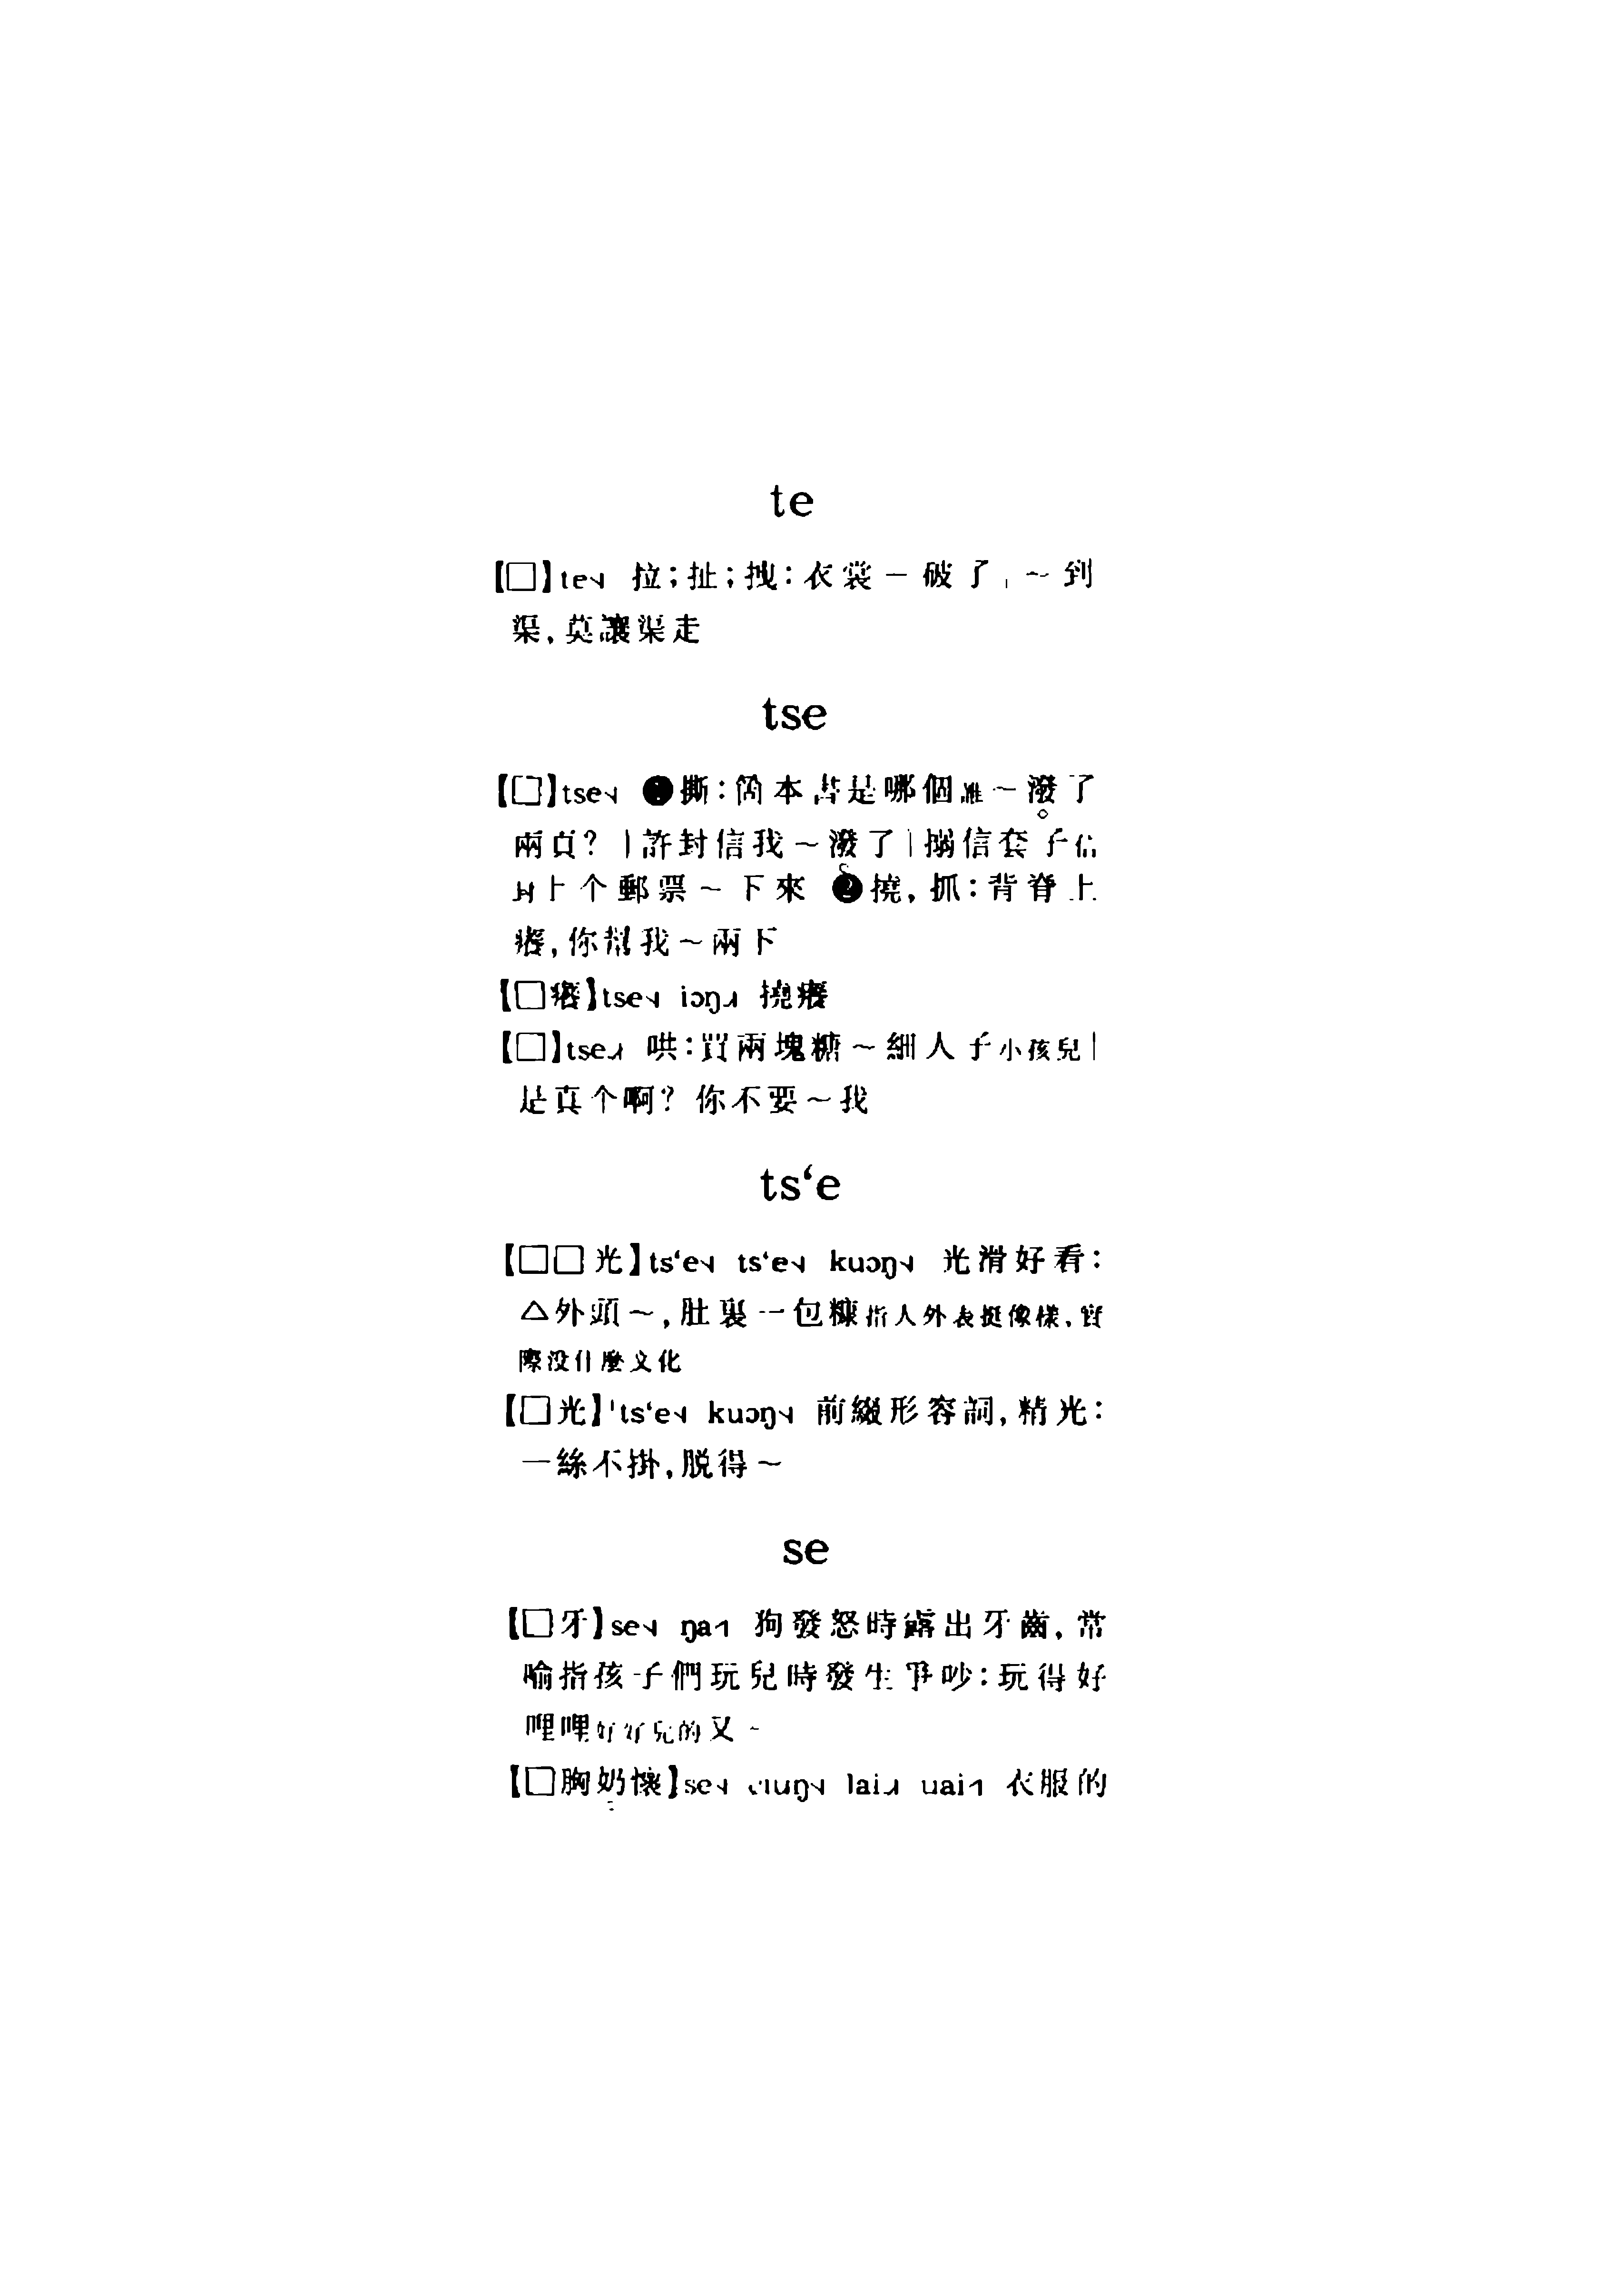 te
【□】te˧ 拉；扯；拽：衣裳～破了｜～到
渠，莫讓渠走
tse
【□】tse˧ ❶撕：箇本書是哪個誰～潑了
兩頁？｜許封信我～潑了｜搦信套子信
封上个郵票～下來 ❷撓，抓：背脊上
癢，你幫我～兩下
【□癢】tse˧ iɔŋ 撓癢
【□】tse 哄：買兩塊糖～細人子小孩兒｜
是真个啊？你不要～我
ts‘e
【□□光】ts‘e˧ ts‘e˧ kuɔŋ˧ 光滑好看：
△外頭～，肚裏一包糠指人外表挺像樣，實
際没什麽文化
【□光】ts‘e˧ kuɔŋ˧ 前綴形容詞，精光：
一絲不掛，脱得～
se
【□牙】se˧ ŋa 狗發怒時露出牙齒，常
喻指孩子們玩兒時發生爭吵：玩得好
哩哩好好兒的又～
【□胸奶懷】se˧ ɕiuŋ˧ lai uai 衣服的